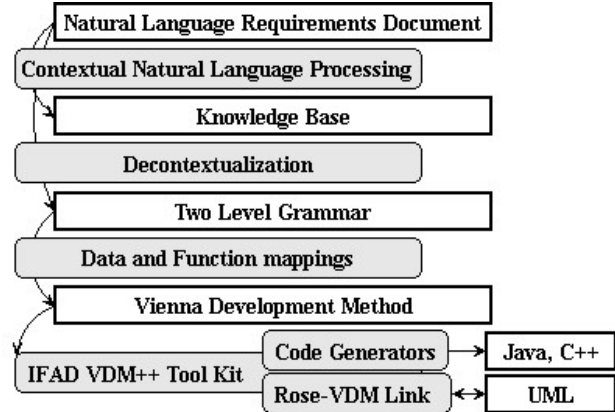 Natural Language Requirements Document
Contextual Natural Language Processing
Knowledge Base
Decontextualization
Two Level Grammar
Data and Function mappings
Vienna Development Method
Code Generators
Java, C++
IFAD VDM++ Tool Kit
Rose-VDM Link
UML